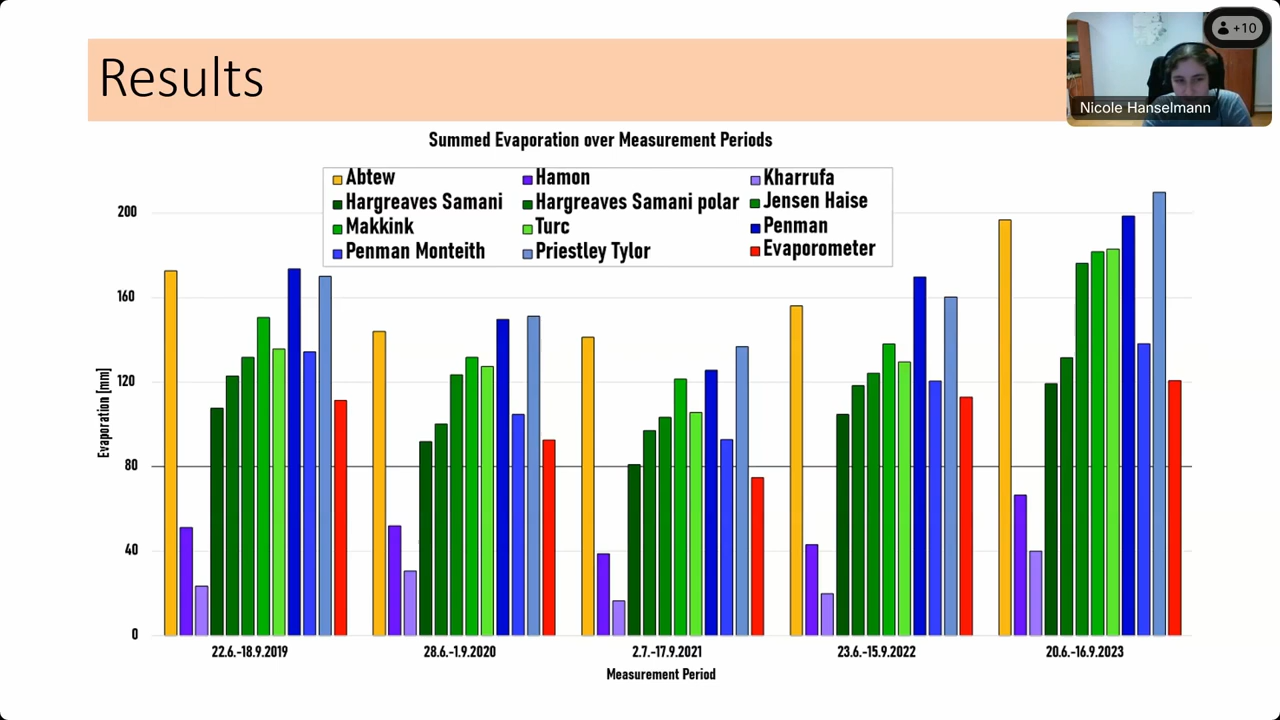 +10
Results
Nicole Hanselmann
Summed Evaporation over Measurement Periods
Abtew Hamon Kharrufa
Hargreaves Samani Hargreaves Samani polar Jensen Haise
Makkink Turc Penman
Penman Monteith Priestley Tylor Evaporometer
200
160
120
80
40
0
Evaporation [mm]
22.6.-18.9.2019 28.6.-1.9.2020 2.7.-17.9.2021 23.6.-15.9.2022 20.6.-16.9.2023
Measurement Period